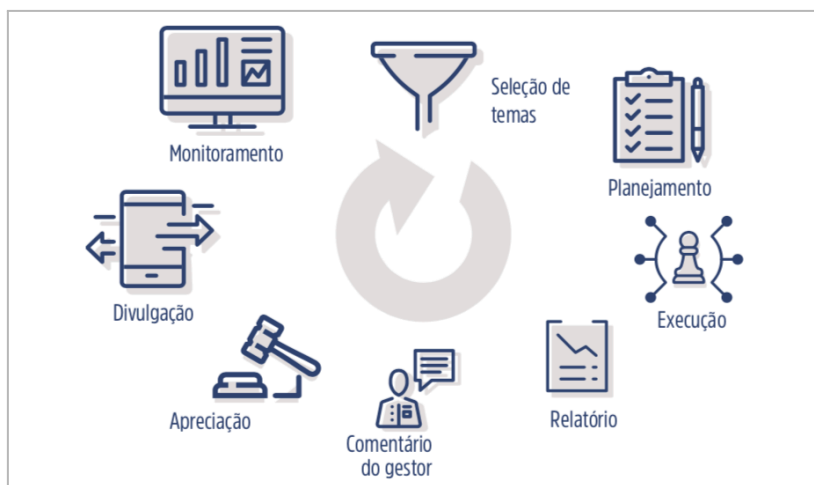 Seleção de
temas
Planejamento
Execução
Relatório
Comentário
do gestor
Apreciação
Divulgação
Monitoramento